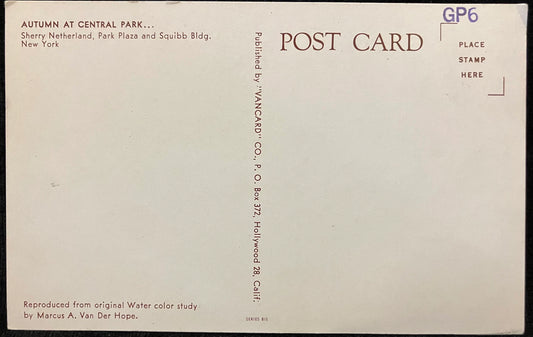 AUTUMN AT CENTRAL PARK...
Sherry Netherland, Park Plaza and Squibb Bldg.
New York
Reproduced from original Water color study
by Marcus A. Van Der Hope.
Published by "VANCARD" CO., P. O. Box 372, Hollywood 28, Calif.
SERIES 815
POST CARD
GP6
PLACE
STAMP
HERE